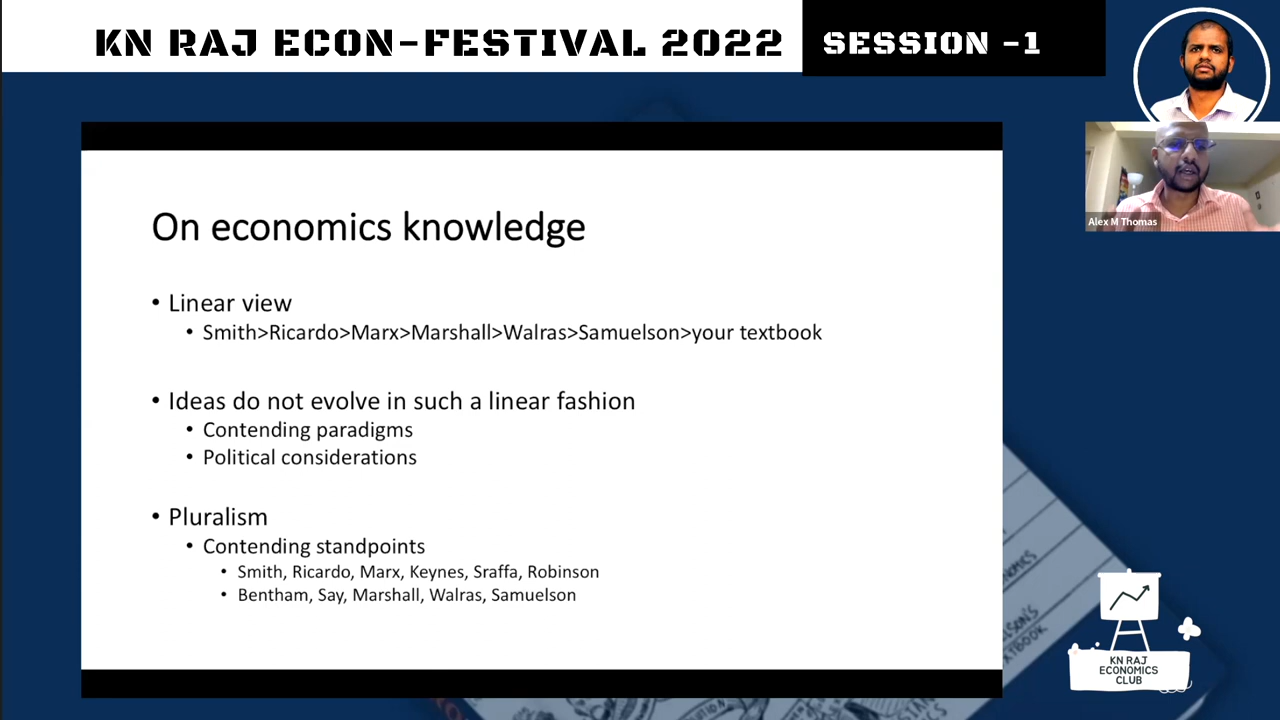 KN RAJ ECON-FESTIVAL 2022
SESSION -1
Alex M Thomas
On economics knowledge
• Linear view
• Smith>Ricardo>Marx>Marshall>Walras>Samuelson>your textbook
• Ideas do not evolve in such a linear fashion
• Contending paradigms
• Political considerations
• Pluralism
• Contending standpoints
• Smith, Ricardo, Marx, Keynes, Sraffa, Robinson
• Bentham, Say, Marshall, Walras, Samuelson
KN RAJ
ECONOMICS
CLUB